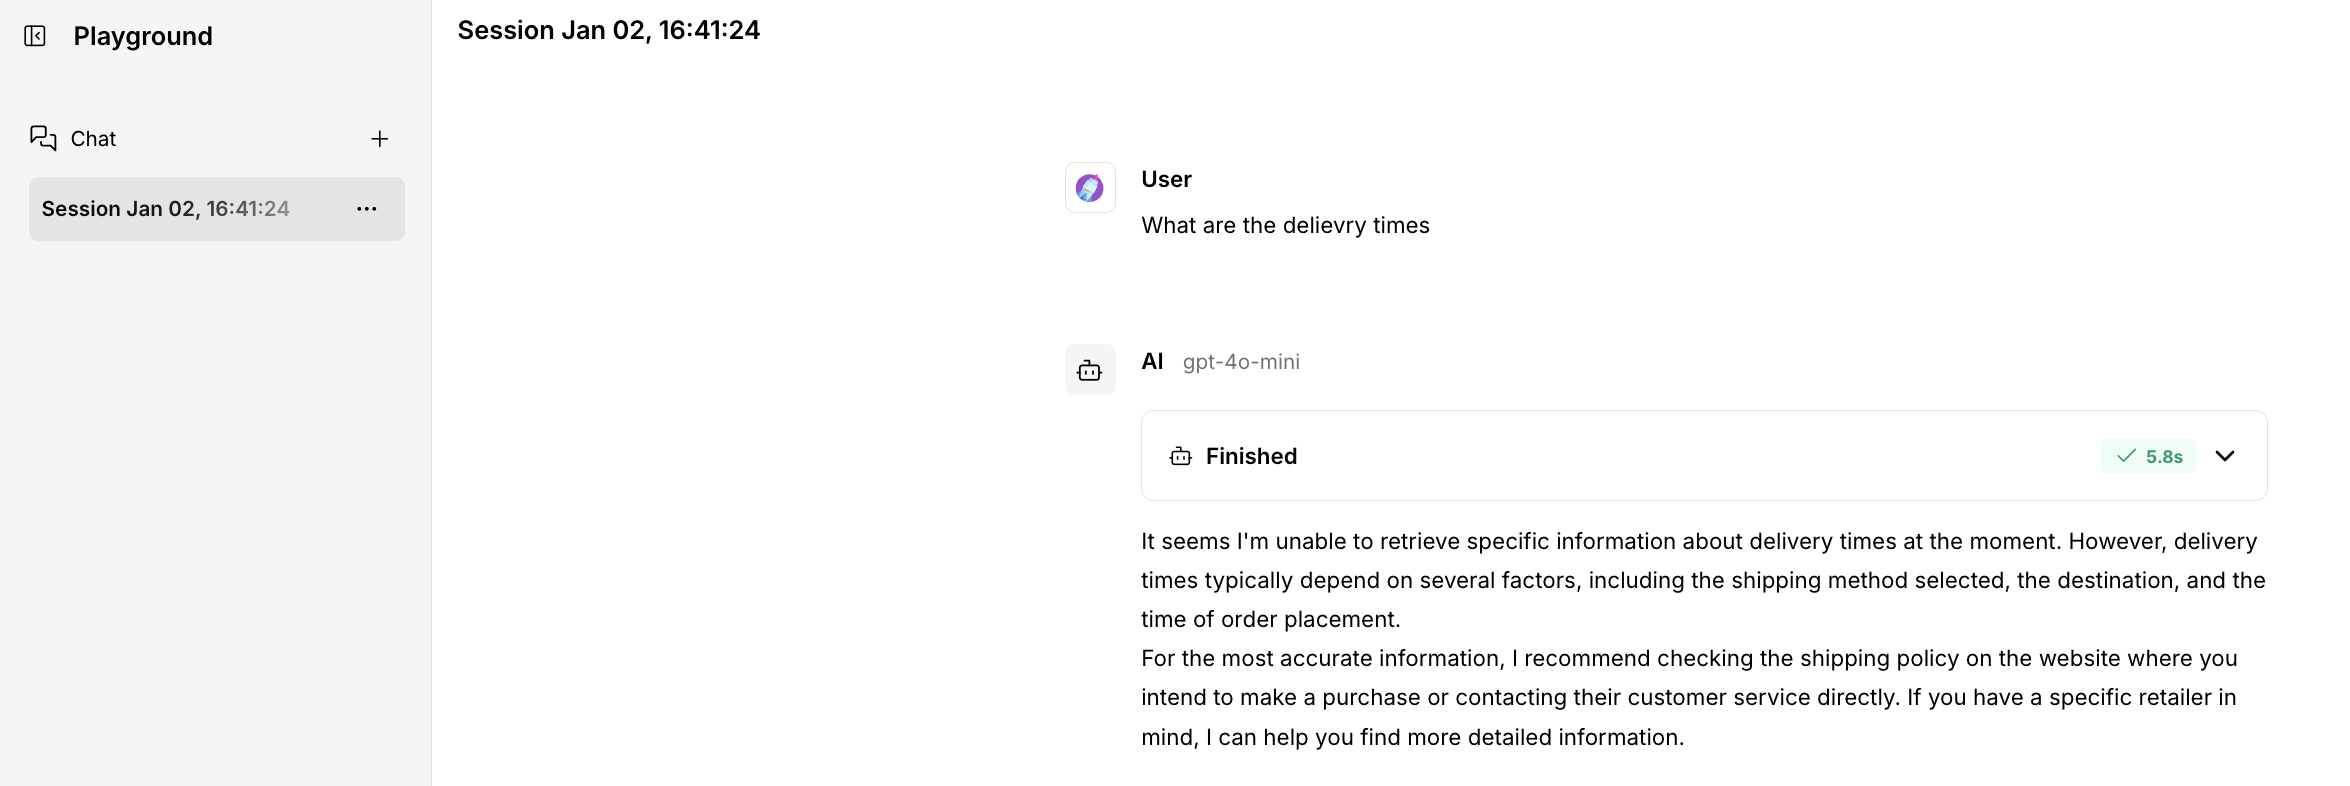 Playground
Session Jan 02, 16:41:24
Chat
Session Jan 02, 16:41:24
User
What are the delievry times
AI gpt-4o-mini
Finished 5.8s
It seems I'm unable to retrieve specific information about delivery times at the moment. However, delivery
times typically depend on several factors, including the shipping method selected, the destination, and the
time of order placement.
For the most accurate information, I recommend checking the shipping policy on the website where you
intend to make a purchase or contacting their customer service directly. If you have a specific retailer in
mind, I can help you find more detailed information.